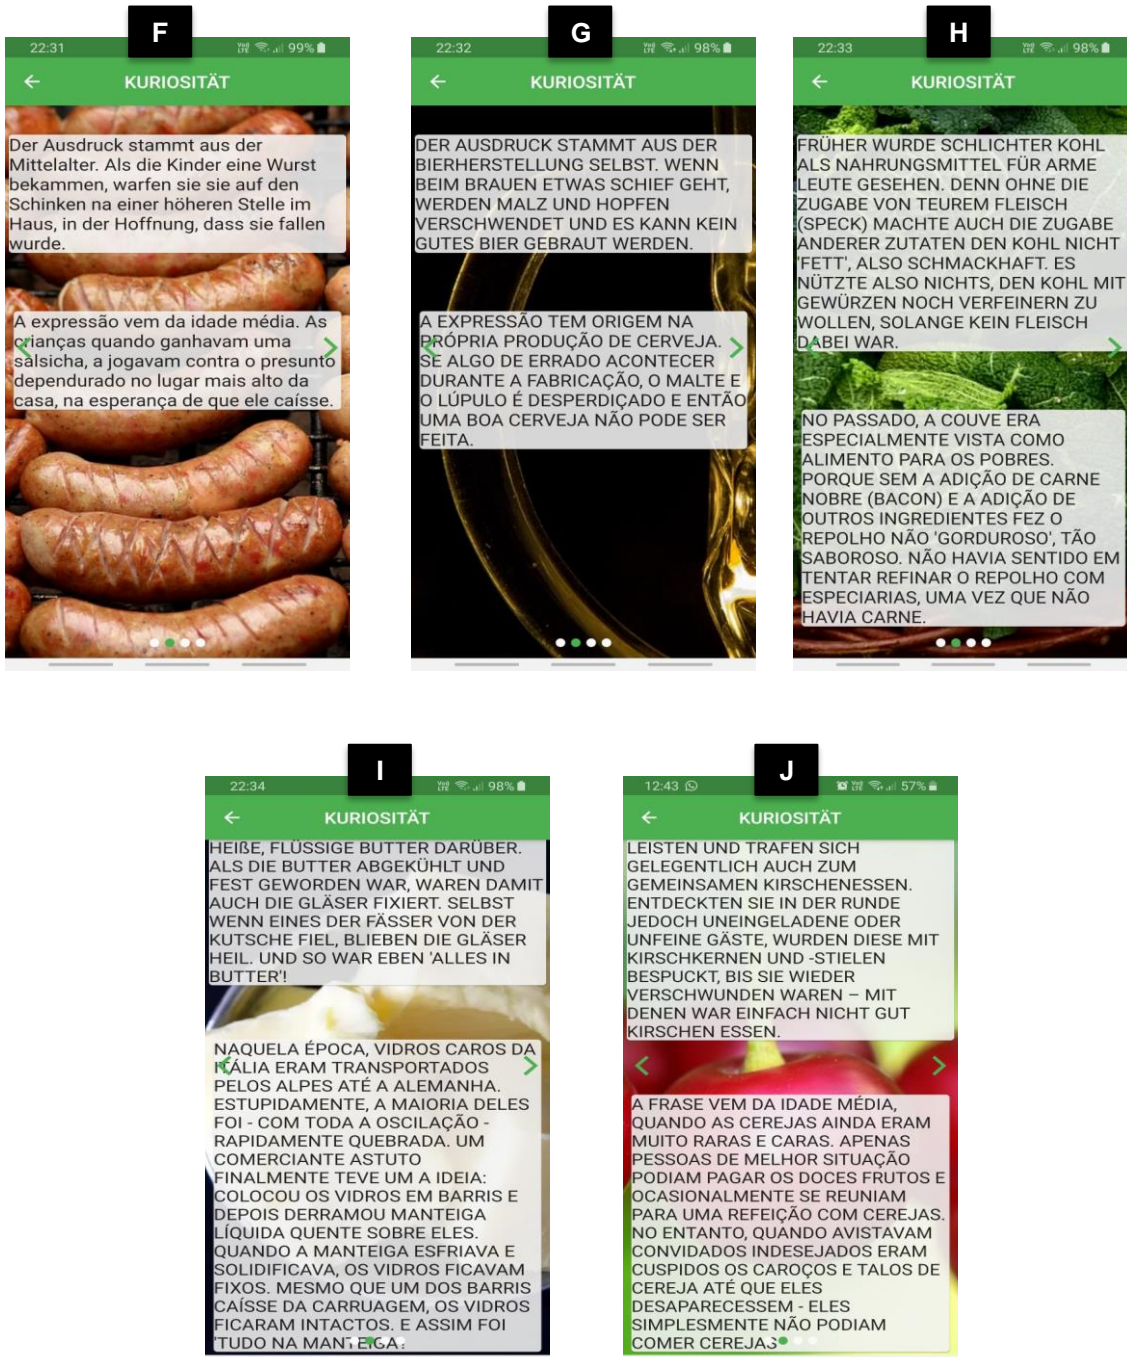 F
22:31
99%
KURIOSITÄT
Der Ausdruck stammt aus der
Mittelalter. Als die Kinder eine Wurst
bekammen, warfen sie sie auf den
Schinken na einer höheren Stelle im
Haus, in der Hoffnung, dass sie fallen
wurde.
A expressão vem da idade média. As
crianças quando ganhavam uma
salsicha, a jogavam contra o presunto
dependurado no lugar mais alto da
casa, na esperança de que ele caísse.
G
22:32
98%
KURIOSITÄT
DER AUSDRUCK STAMMT AUS DER
BIERHERSTELLUNG SELBST. WENN
BEIM BRAUEN ETWAS SCHIEF GEHT,
WERDEN MALZ UND HOPFEN
VERSCHWENDET UND ES KANN KEIN
GUTES BIER GEBRAUT WERDEN.
A EXPRESSÃO TEM ORIGEM NA
PRÓPRIA PRODUÇÃO DE CERVEJA.
SE ALGO DE ERRADO ACONTECER
DURANTE A FABRICAÇÃO, O MALTE E
O LÚPULO É DESPERDIÇADO E ENTÃO
UMA BOA CERVEJA NÃO PODE SER
FEITA.
H
22:33
98%
KURIOSITÄT
FRÜHER WURDE SCHLICHTER KOHL
ALS NAHRUNGSMITTEL FÜR ARME
LEUTE GESEHEN. DENN OHNE DIE
ZUGABE VON TEUREM FLEISCH
(SPECK) MACHTE AUCH DIE ZUGABE
ANDERER ZUTATEN DEN KOHL NICHT
'FETT', ALSO SCHMACKHAFT. ES
NÜTZTE ALSO NICHTS, DEN KOHL MIT
GEWÜRZEN NOCH VERFEINERN ZU
WOLLEN, SOLANGE KEIN FLEISCH
DABEI WAR.
NO PASSADO, A COUVE ERA
ESPECIALMENTE VISTA COMO
ALIMENTO PARA OS POBRES.
PORQUE SEM A ADIÇÃO DE CARNE
NOBRE (BACON) E A ADIÇÃO DE
OUTROS INGREDIENTES FEZ O
REPOLHO NÃO 'GORDUROSO', TÃO
SABOROSO. NÃO HAVIA SENTIDO EM
TENTAR REFINAR O REPOLHO COM
ESPECIARIAS, UMA VEZ QUE NÃO
HAVIA CARNE.
I
22:34
98%
KURIOSITÄT
HEIßE, FLÜSSIGE BUTTER DARÜBER.
ALS DIE BUTTER ABGEKÜHLT UND
FEST GEWORDEN WAR, WAREN DAMIT
AUCH DIE GLÄSER FIXIERT. SELBST
WENN EINES DER FÄSSER VON DER
KUTSCHE FIEL, BLIEBEN DIE GLÄSER
HEIL. UND SO WAR EBEN 'ALLES IN
BUTTER'!
NAQUELA ÉPOCA, VIDROS CAROS DA
ITÁLIA ERAM TRANSPORTADOS
PELOS ALPES ATÉ A ALEMANHA.
ESTUPIDAMENTE, A MAIORIA DELES
FOI - COM TODA A OSCILAÇÃO -
RAPIDAMENTE QUEBRADA. UM
COMERCIANTE ASTUTO
FINALMENTE TEVE UM A IDEIA:
COLOCOU OS VIDROS EM BARRIS E
DEPOIS DERRAMOU MANTEIGA
LÍQUIDA QUENTE SOBRE ELES.
QUANDO A MANTEIGA ESFRIAVA E
SOLIDIFICAVA, OS VIDROS FICAVAM
FIXOS. MESMO QUE UM DOS BARRIS
CAÍSSE DA CARRUAGEM, OS VIDROS
FICARAM INTACTOS. E ASSIM FOI
'TUDO NA MANTEIGA'!
J
12:43
57%
KURIOSITÄT
LEISTEN UND TRAFEN SICH
GELEGENTLICH AUCH ZUM
GEMEINSAMEN KIRSCHENESSEN.
ENTDECKTEN SIE IN DER RUNDE
JEDOCH UNEINGELADENE ODER
UNFEINE GÄSTE, WURDEN DIESE MIT
KIRSCHKERNEN UND -STIELEN
BESPUCKT, BIS SIE WIEDER
VERSCHWUNDEN WAREN – MIT
DENEN WAR EINFACH NICHT GUT
KIRSCHEN ESSEN.
A FRASE VEM DA IDADE MÉDIA,
QUANDO AS CEREJAS AINDA ERAM
MUITO RARAS E CARAS. APENAS
PESSOAS DE MELHOR SITUAÇÃO
PODIAM PAGAR OS DOCES FRUTOS E
OCASIONALMENTE SE REUNIAM
PARA UMA REFEIÇÃO COM CEREJAS.
NO ENTANTO, QUANDO AVISTAVAM
CONVIDADOS INDESEJADOS ERAM
CUSPIDOS OS CAROÇOS E TALOS DE
CEREJA ATÉ QUE ELES
DESAPARECESSEM - ELES
SIMPLESMENTE NÃO PODIAM
COMER CEREJAS